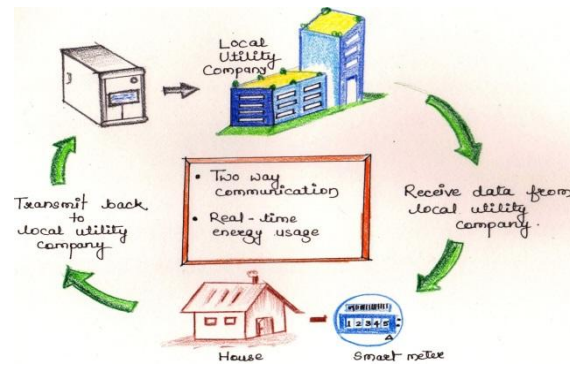 Local
Utility
Company
• Two way
communication
• Real-time
energy usage
Transmit back
to
local utility
company
Receive data from
local utility
company.
12345
House
Smart meter